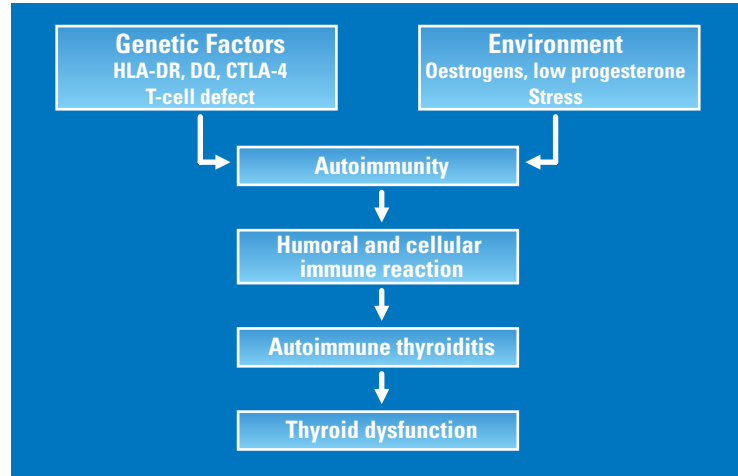 Genetic Factors
HLA-DR, DQ, CTLA-4
T-cell defect
Environment
Oestrogens, low progesterone
Stress
Autoimmunity
Humoral and cellular
immune reaction
Autoimmune thyroiditis
Thyroid dysfunction